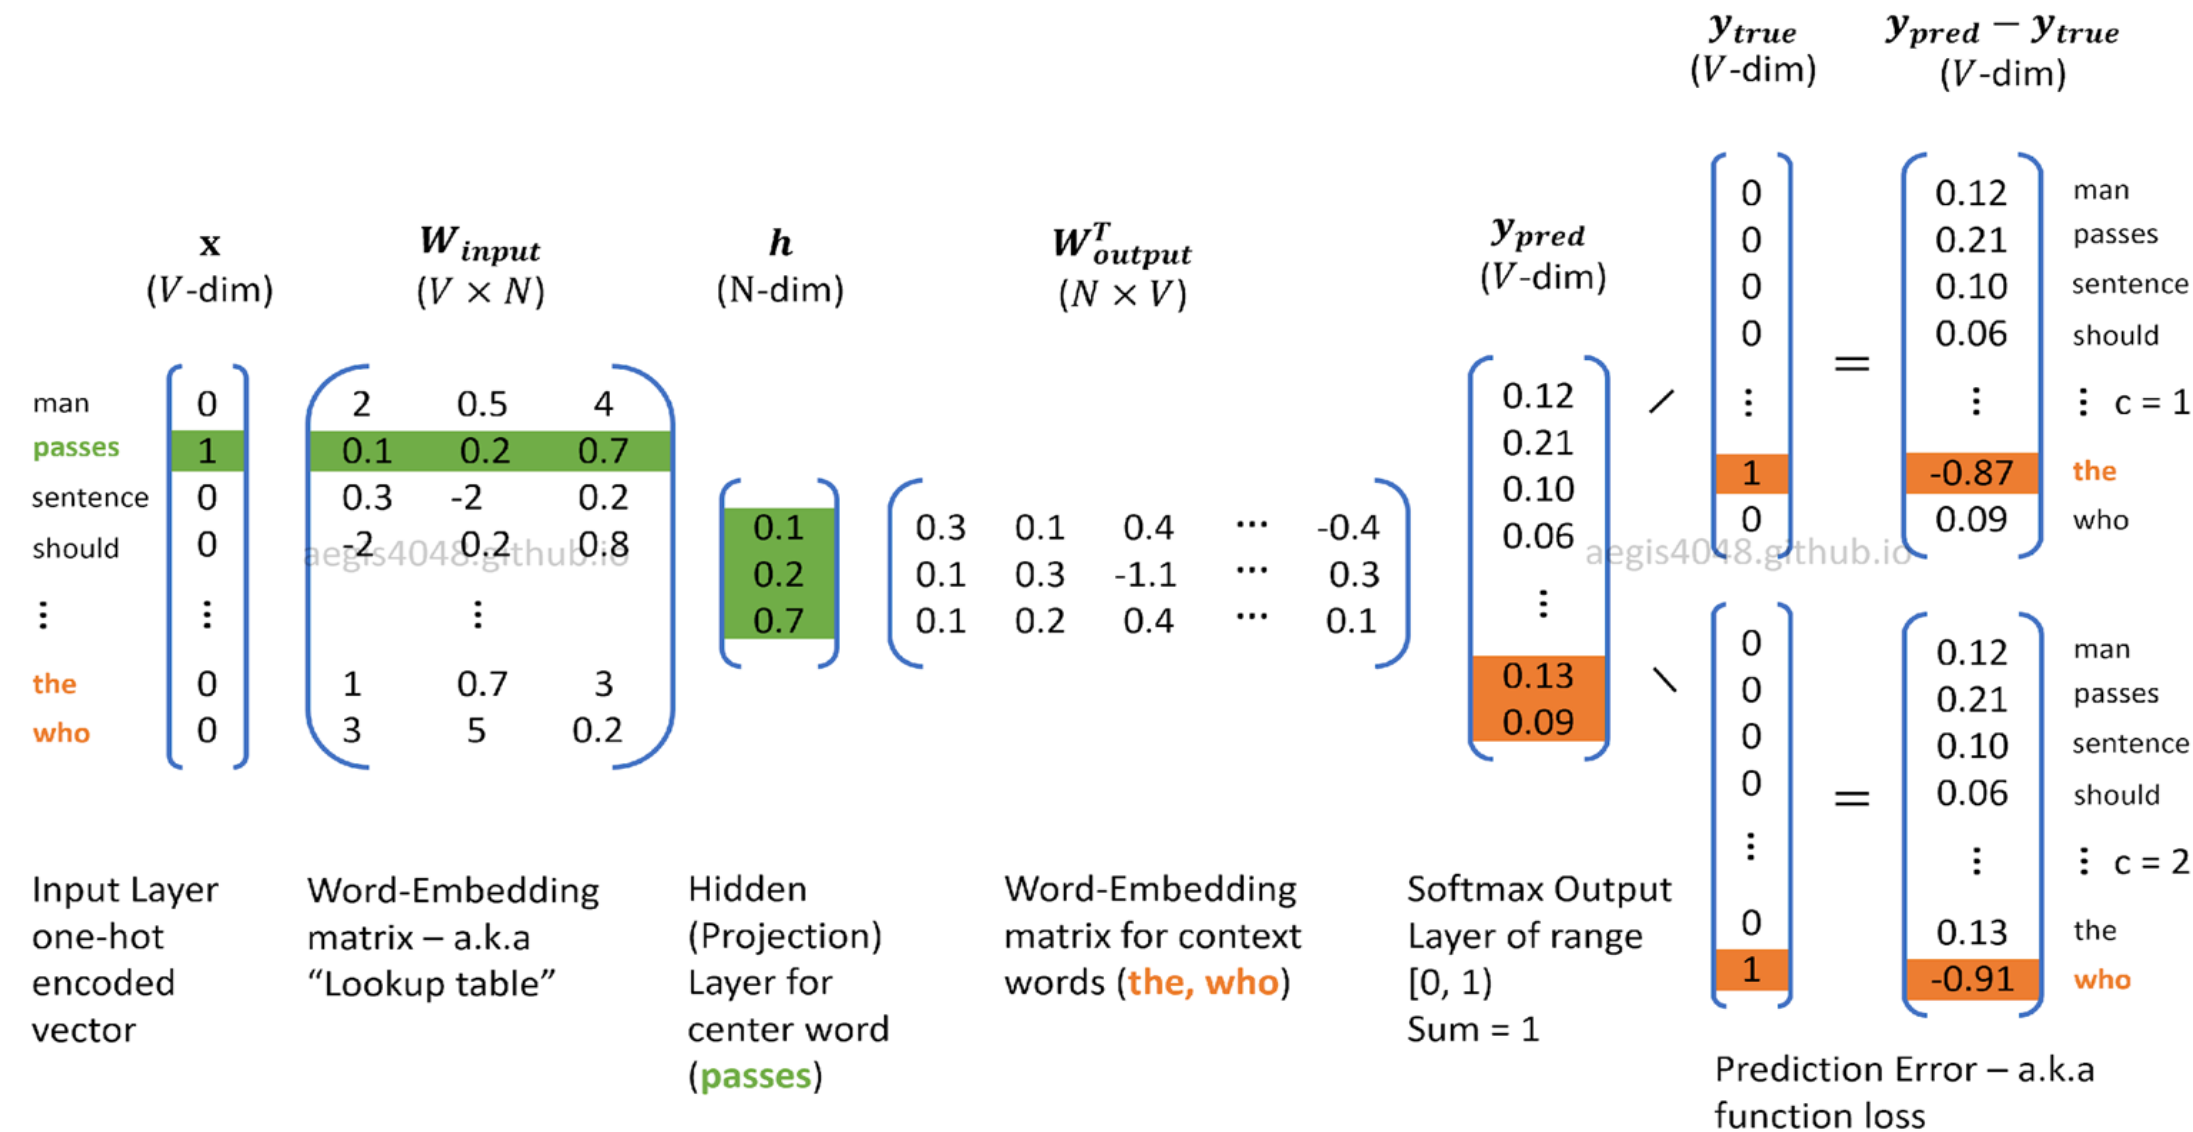 y_true
(V-dim)
y_pred − y_true
(V-dim)
x
(V-dim)
W_input
(V × N)
h
(N-dim)
W^T_output
(N × V)
y_pred
(V-dim)
man
passes
sentence
should
⋮
the
who
0
1
0
0
⋮
0
0
2 0.5 4
0.1 0.2 0.7
0.3 -2 0.2
-2 0.2 0.8
⋮
1 0.7 3
3 5 0.2
aegis4048.github.io
0.1
0.2
0.7
0.3 0.1 0.4 ⋯ -0.4
0.1 0.3 -1.1 ⋯ 0.3
0.1 0.2 0.4 ⋯ 0.1
0.12
0.21
0.10
0.06
⋮
0.13
0.09
0
0
0
0
⋮
1
0
=
0.12 man
0.21 passes
0.10 sentence
0.06 should
⋮ ⋮ c = 1
-0.87 the
0.09 who
aegis4048.github.io
0
0
0
0
⋮
0
1
=
0.12 man
0.21 passes
0.10 sentence
0.06 should
⋮ ⋮ c = 2
0.13 the
-0.91 who
Input Layer
one-hot
encoded
vector
Word-Embedding
matrix – a.k.a
“Lookup table”
Hidden
(Projection)
Layer for
center word
(passes)
Word-Embedding
matrix for context
words (the, who)
Softmax Output
Layer of range
[0, 1)
Sum = 1
Prediction Error – a.k.a
function loss